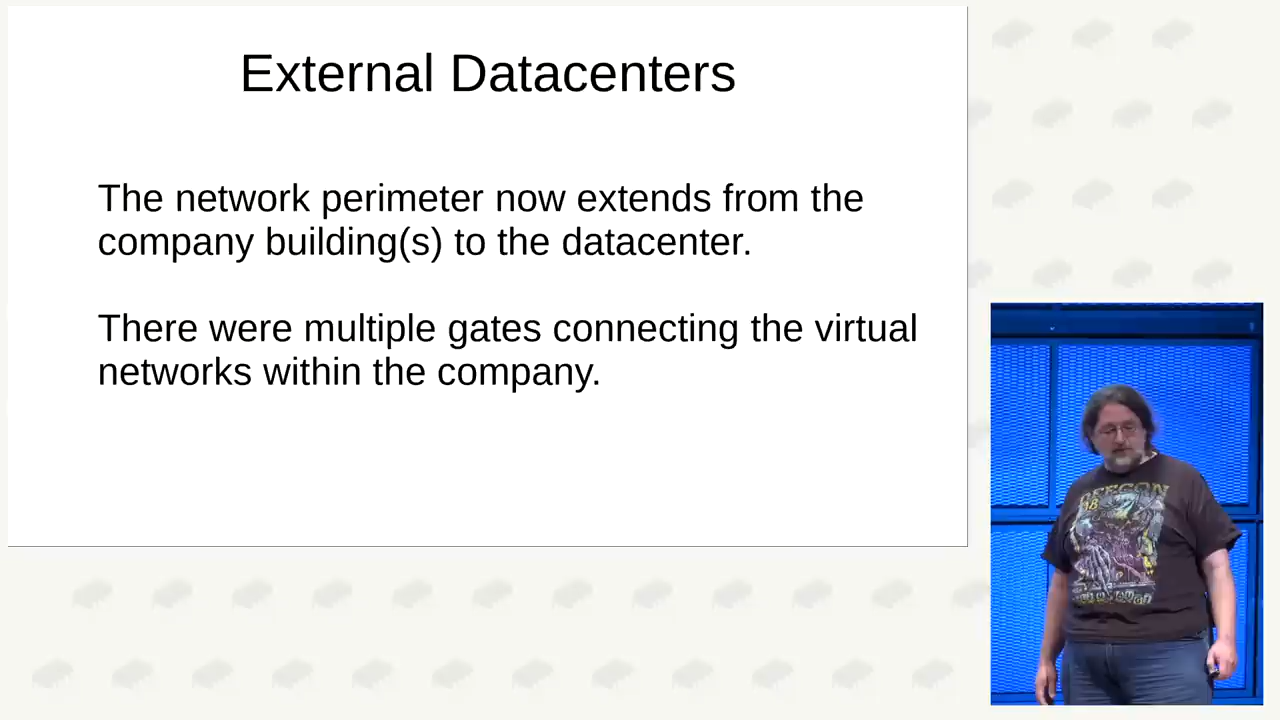 External Datacenters
The network perimeter now extends from the
company building(s) to the datacenter.
There were multiple gates connecting the virtual
networks within the company.